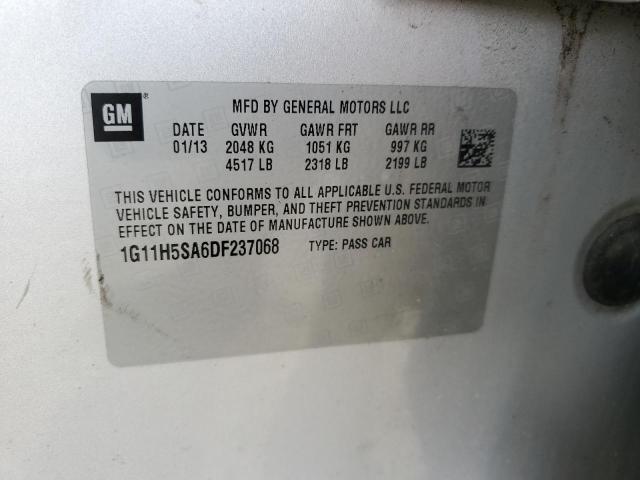 GM ®
MFD BY GENERAL MOTORS LLC
DATE GVWR GAWR FRT GAWR RR
01/13 2048 KG 1051 KG 997 KG
4517 LB 2318 LB 2199 LB
THIS VEHICLE CONFORMS TO ALL APPLICABLE U.S. FEDERAL MOTOR
VEHICLE SAFETY, BUMPER, AND THEFT PREVENTION STANDARDS IN
EFFECT ON THE DATE OF MANUFACTURE SHOWN ABOVE.
1G11H5SA6DF237068 TYPE: PASS CAR